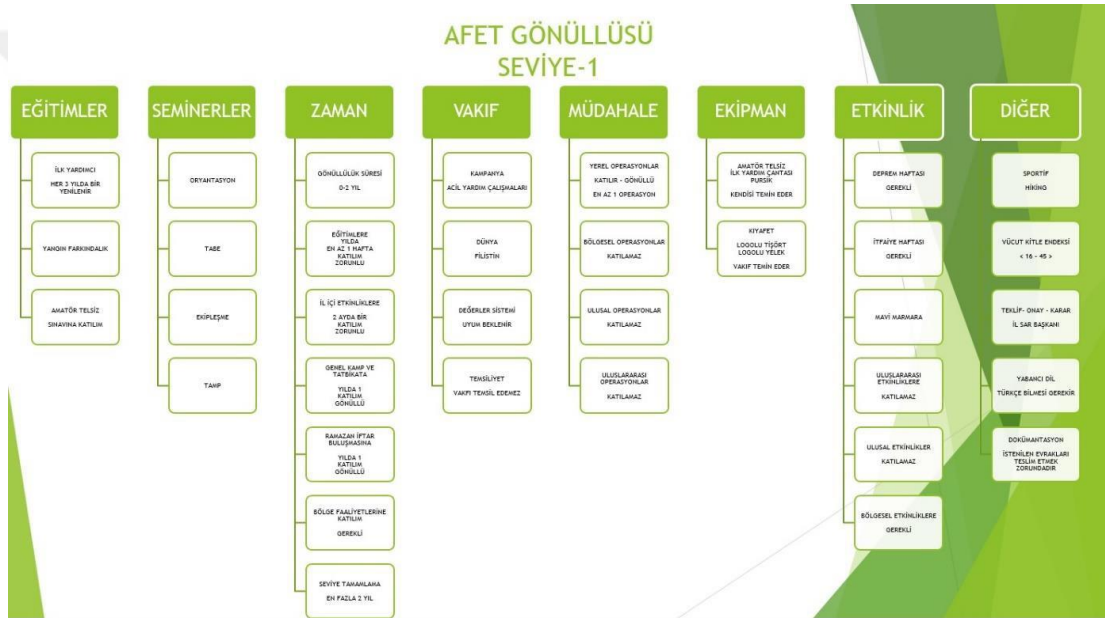 AFET GÖNÜLLÜSÜ
SEVİYE-1
EĞİTİMLER
İLK YARDIMCI
HER 3 YILDA BİR
YENİLENİR
YANGIN FARKINDALIK
AMATÖR TELSİZ
SINAVINA KATILIM
SEMİNERLER
ORYANTASYON
TABE
EKİPLEŞME
TAMP
ZAMAN
GÖNÜLLÜLÜK SÜRESİ
0-2 YIL
EĞİTİMLERE
YILDA
EN AZ 1 HAFTA
KATILIM
ZORUNLU
İL İÇİ ETKİNLİKLERE
2 AYDA BİR
KATILIM
ZORUNLU
GENEL KAMP VE
TATBİKATA
YILDA 1
KATILIM
GÖNÜLLÜ
RAMAZAN İFTAR
BULUŞMASINA
YILDA 1
KATILIM
GÖNÜLLÜ
BÖLGE FAALİYETLERİNE
KATILIM
GEREKLİ
SEVİYE TAMAMLAMA
EN FAZLA 2 YIL
VAKIF
KAMPANYA
ACİL YARDIM ÇALIŞMALARI
DÜNYA
FİLİSTİN
DEĞERLER SİSTEMİ
UYUM BEKLENİR
TEMSİLİYET
VAKFI TEMSİL EDEMEZ
MÜDAHALE
YEREL OPERASYONLAR
KATILIR - GÖNÜLLÜ
EN AZ 1 OPERASYON
BÖLGESEL OPERASYONLAR
KATILAMAZ
ULUSAL OPERASYONLAR
KATILAMAZ
ULUSLARARASI
OPERASYONLAR
KATILAMAZ
EKİPMAN
AMATÖR TELSİZ
İLK YARDIM ÇANTASI
PURSİK
KENDİSİ TEMİN EDER
KIYAFET
LOGOLU TİŞÖRT
LOGOLU YELEK
VAKIF TEMİN EDER
ETKİNLİK
DEPREM HAFTASI
GEREKLİ
İTFAİYE HAFTASI
GEREKLİ
MAVİ MARMARA
ULUSLARARASI
ETKİNLİKLERE
KATILAMAZ
ULUSAL ETKİNLİKLER
KATILAMAZ
BÖLGESEL ETKİNLİKLERE
GEREKLİ
DİĞER
SPORTİF
HİKİNG
VÜCUT KİTLE ENDEKSİ
< 16 - 45 >
TEKLİF- ONAY - KARAR
İL SAR BAŞKANI
YABANCI DİL
TÜRKÇE BİLMESİ GEREKİR
DOKÜMANTASYON
İSTENİLEN EVRAKLARI
TESLİM ETMEK
ZORUNDADIR